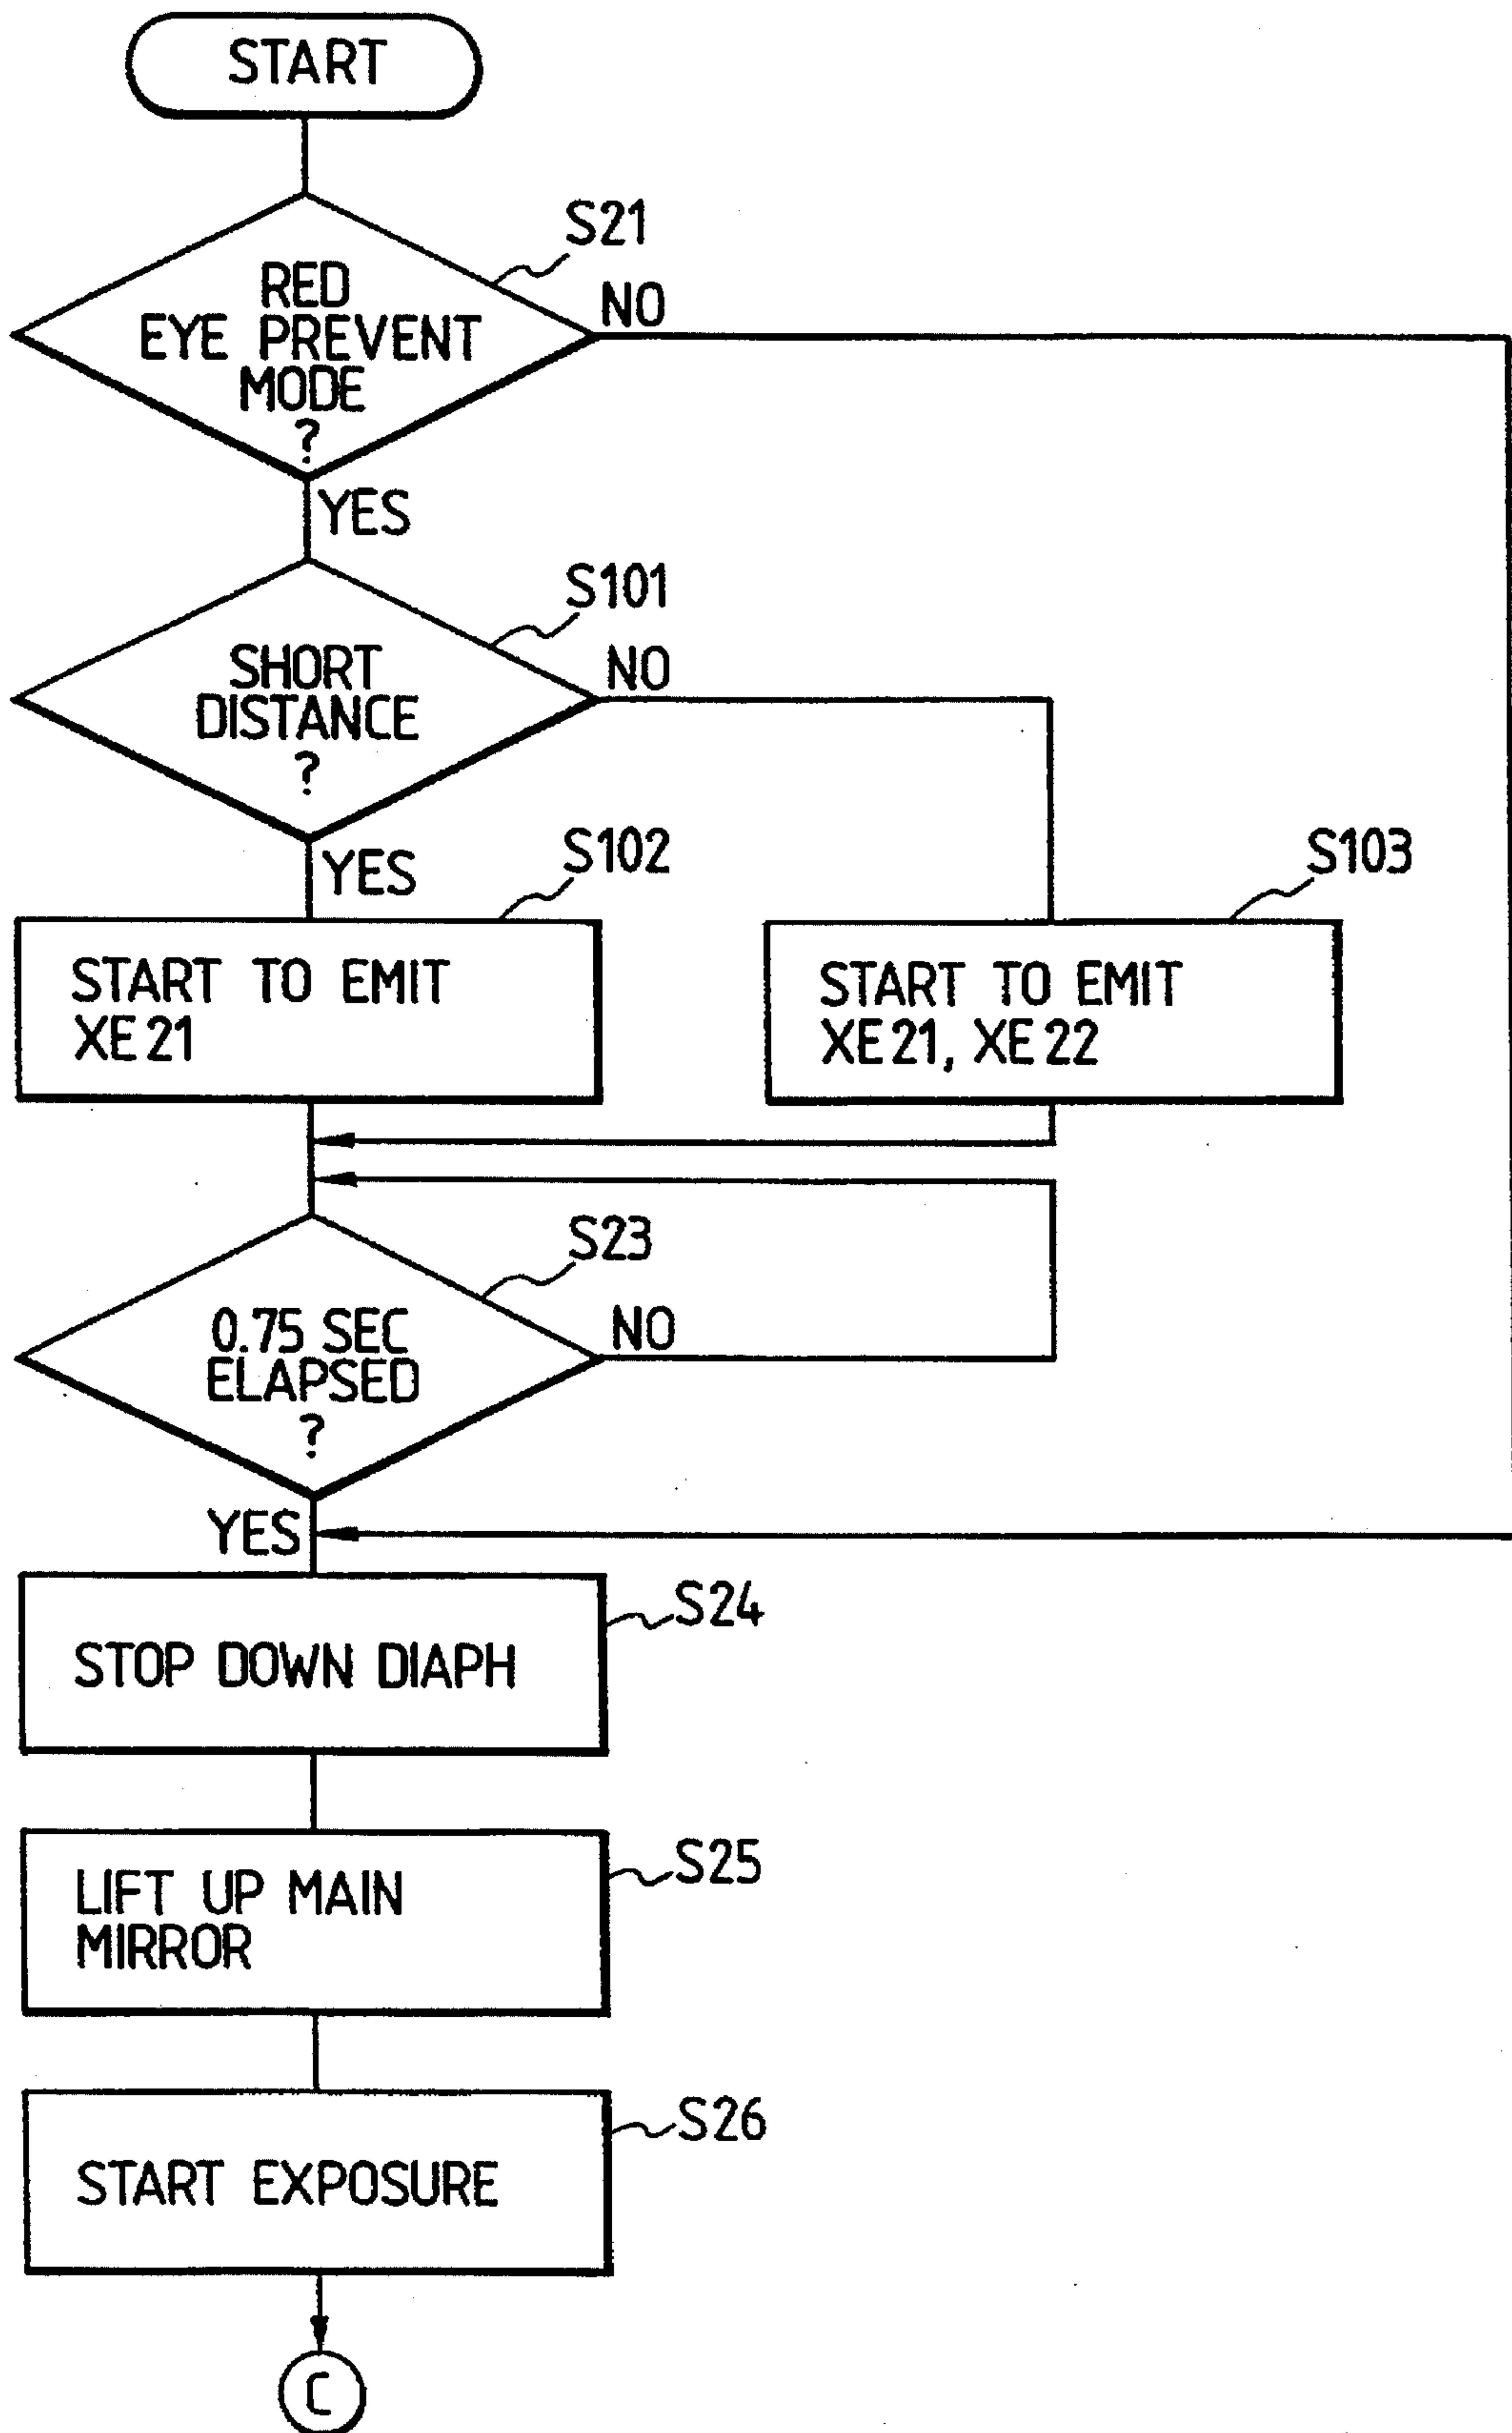 START
S21
RED
EYE PREVENT
MODE
?
NO
YES
S101
SHORT
DISTANCE
?
NO
YES
S102
START TO EMIT
XE21
S103
START TO EMIT
XE21, XE22
S23
0.75 SEC
ELAPSED
?
NO
YES
S24
STOP DOWN DIAPH
S25
LIFT UP MAIN
MIRROR
S26
START EXPOSURE
C